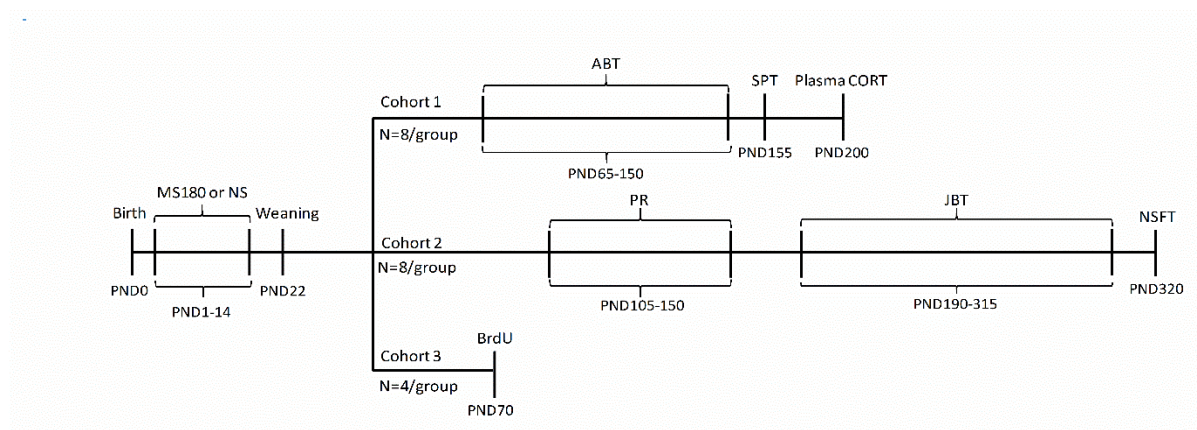 ABT
SPT Plasma CORT
Cohort 1
N=8/group
PND155 PND200
PND65-150
MS180 or NS
Birth Weaning
PR
JBT
NSFT
Cohort 2
N=8/group
PND0 PND22
PND1-14
PND105-150
PND190-315
PND320
BrdU
Cohort 3
N=4/group
PND70